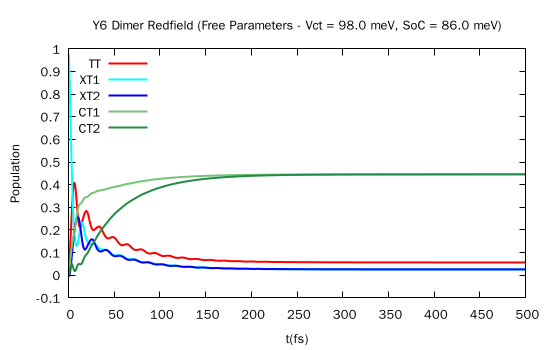 Y6 Dimer Redfield (Free Parameters - Vct = 98.0 meV, SoC = 86.0 meV)
1
0.9
0.8
0.7
0.6
0.5
0.4
0.3
0.2
0.1
0
-0.1
Population
TT
XT1
XT2
CT1
CT2
0 50 100 150 200 250 300 350 400 450 500
t(fs)